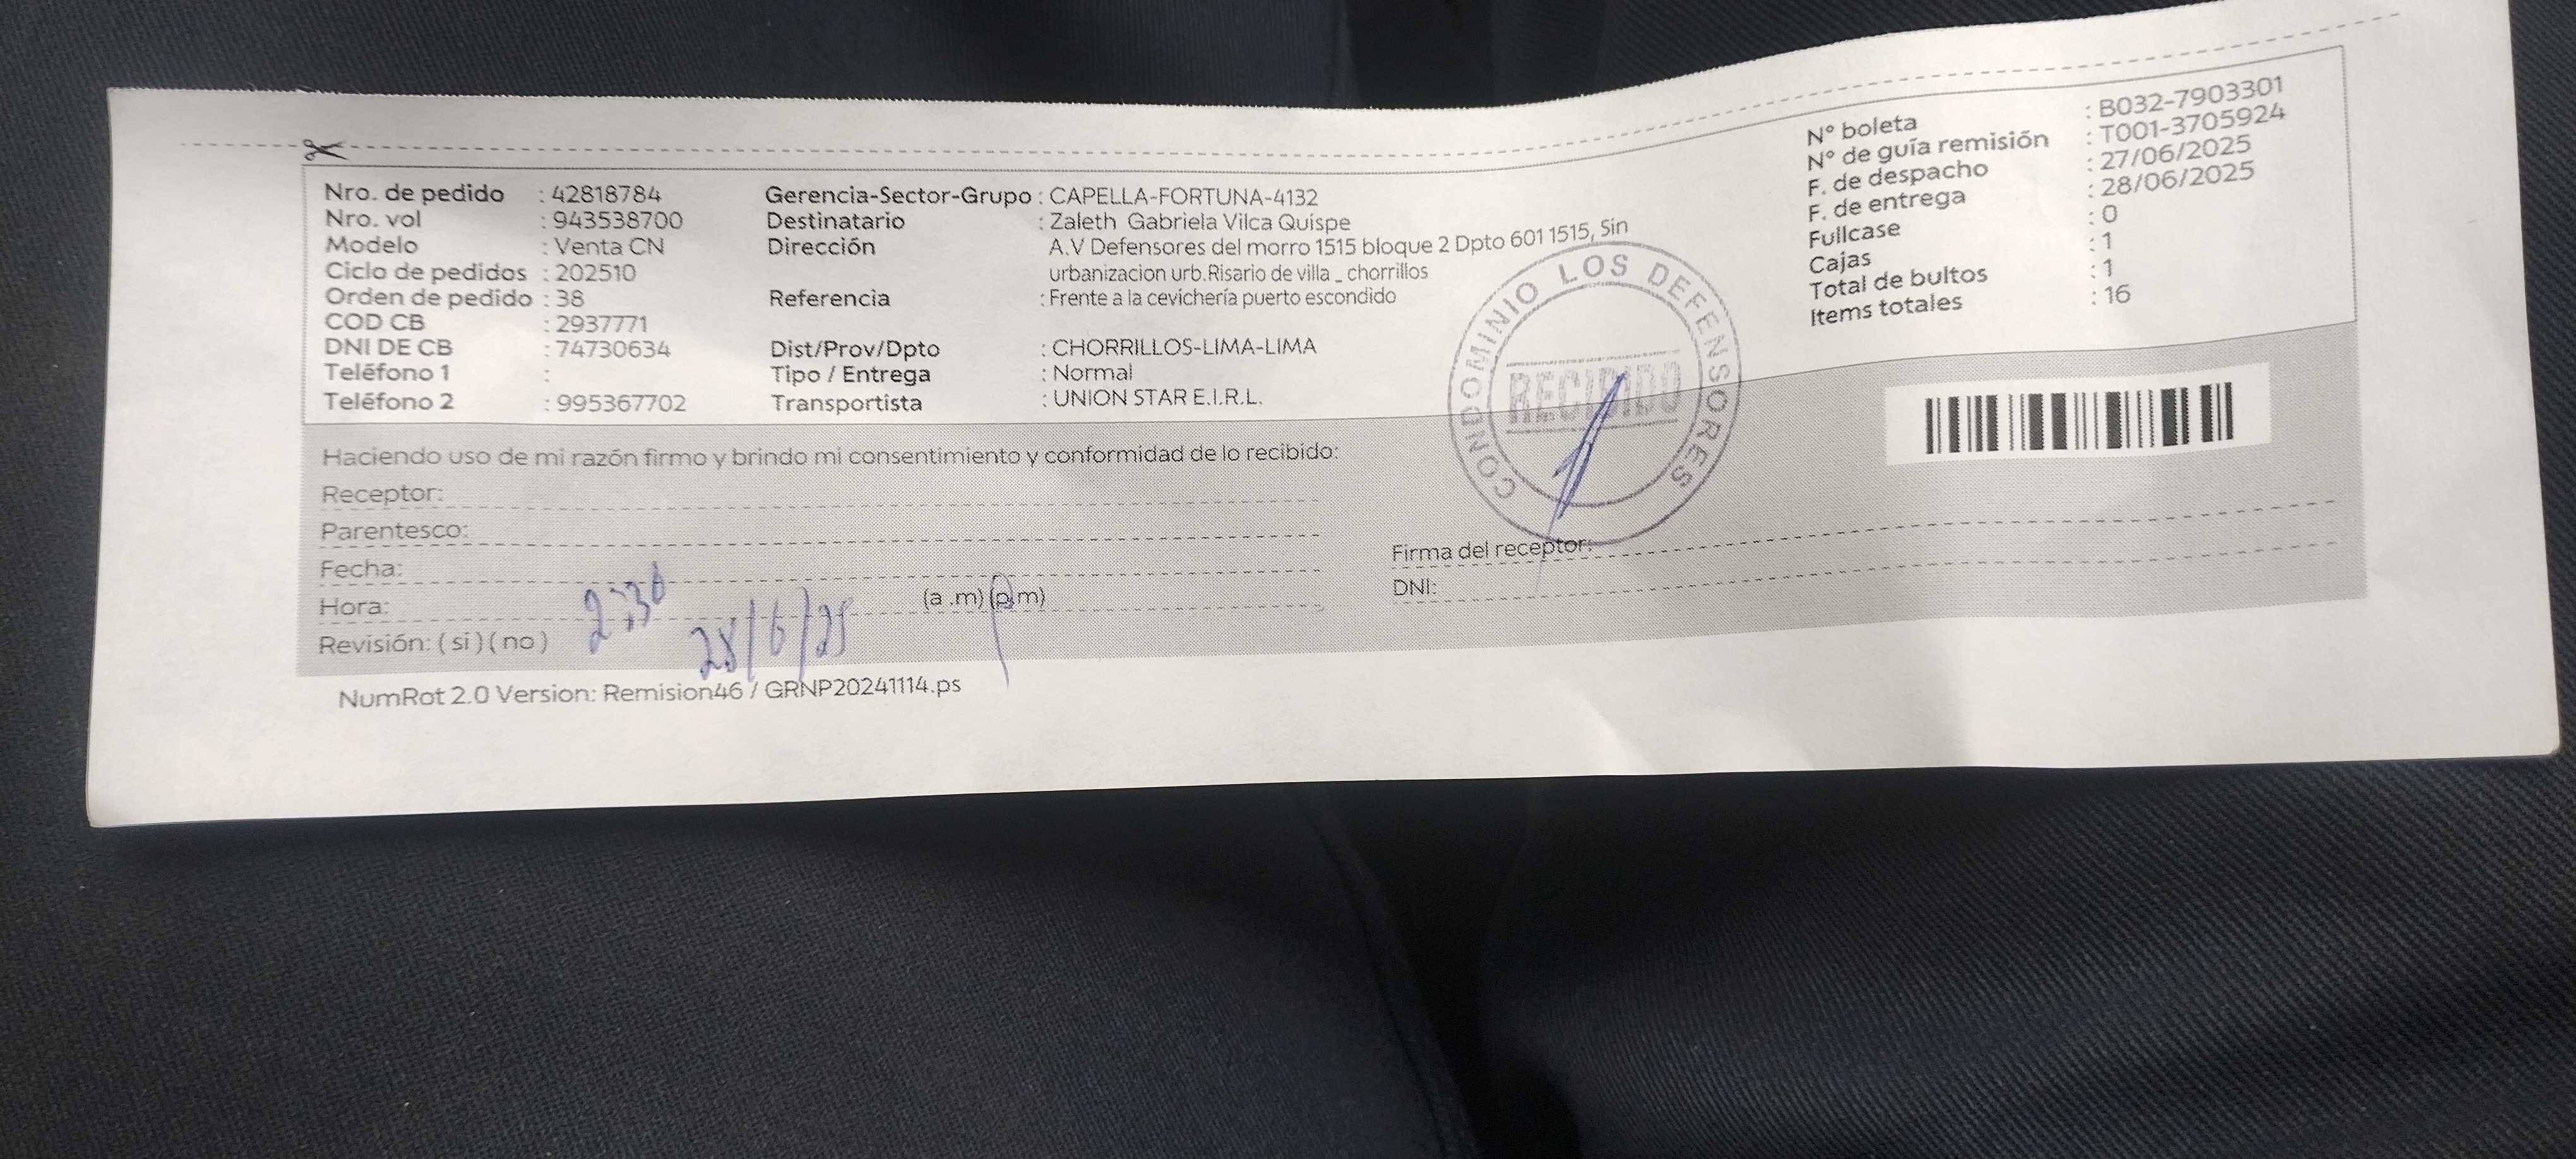 Nro. de pedido : 42818784
Nro. vol : 943538700
Modelo : Venta CN
Ciclo de pedidos : 202510
Orden de pedido : 38
COD CB : 2937771
DNI DE CB : 74730634
Teléfono 1 :
Teléfono 2 : 995367702
Gerencia-Sector-Grupo : CAPELLA-FORTUNA-4132
Destinatario : Zaleth Gabriela Vilca Quispe
Dirección A.V Defensores del morro 1515 bloque 2 Dpto 601 1515, Sin
urbanizacion urb.Risario de villa _ chorrillos
Referencia : Frente a la cevichería puerto escondido
Dist/Prov/Dpto : CHORRILLOS-LIMA-LIMA
Tipo / Entrega : Normal
Transportista : UNION STAR E.I.R.L.
N° boleta : B032-7903301
N° de guía remisión : T001-3705924
F. de despacho : 27/06/2025
F. de entrega : 28/06/2025
Fullcase : 0
Cajas : 1
Total de bultos : 1
Items totales : 16
CONDOMINIO LOS DEFENSORES
RECIBIDO
Haciendo uso de mi razón firmo y brindo mi consentimiento y conformidad de lo recibido:
Receptor:
Parentesco:
Fecha:
Hora: (a .m) (p.m)
Revisión: ( si ) ( no )
2:30
28/6/25
Firma del receptor:
DNI:
NumRot 2.0 Version: Remision46 / GRNP20241114.ps